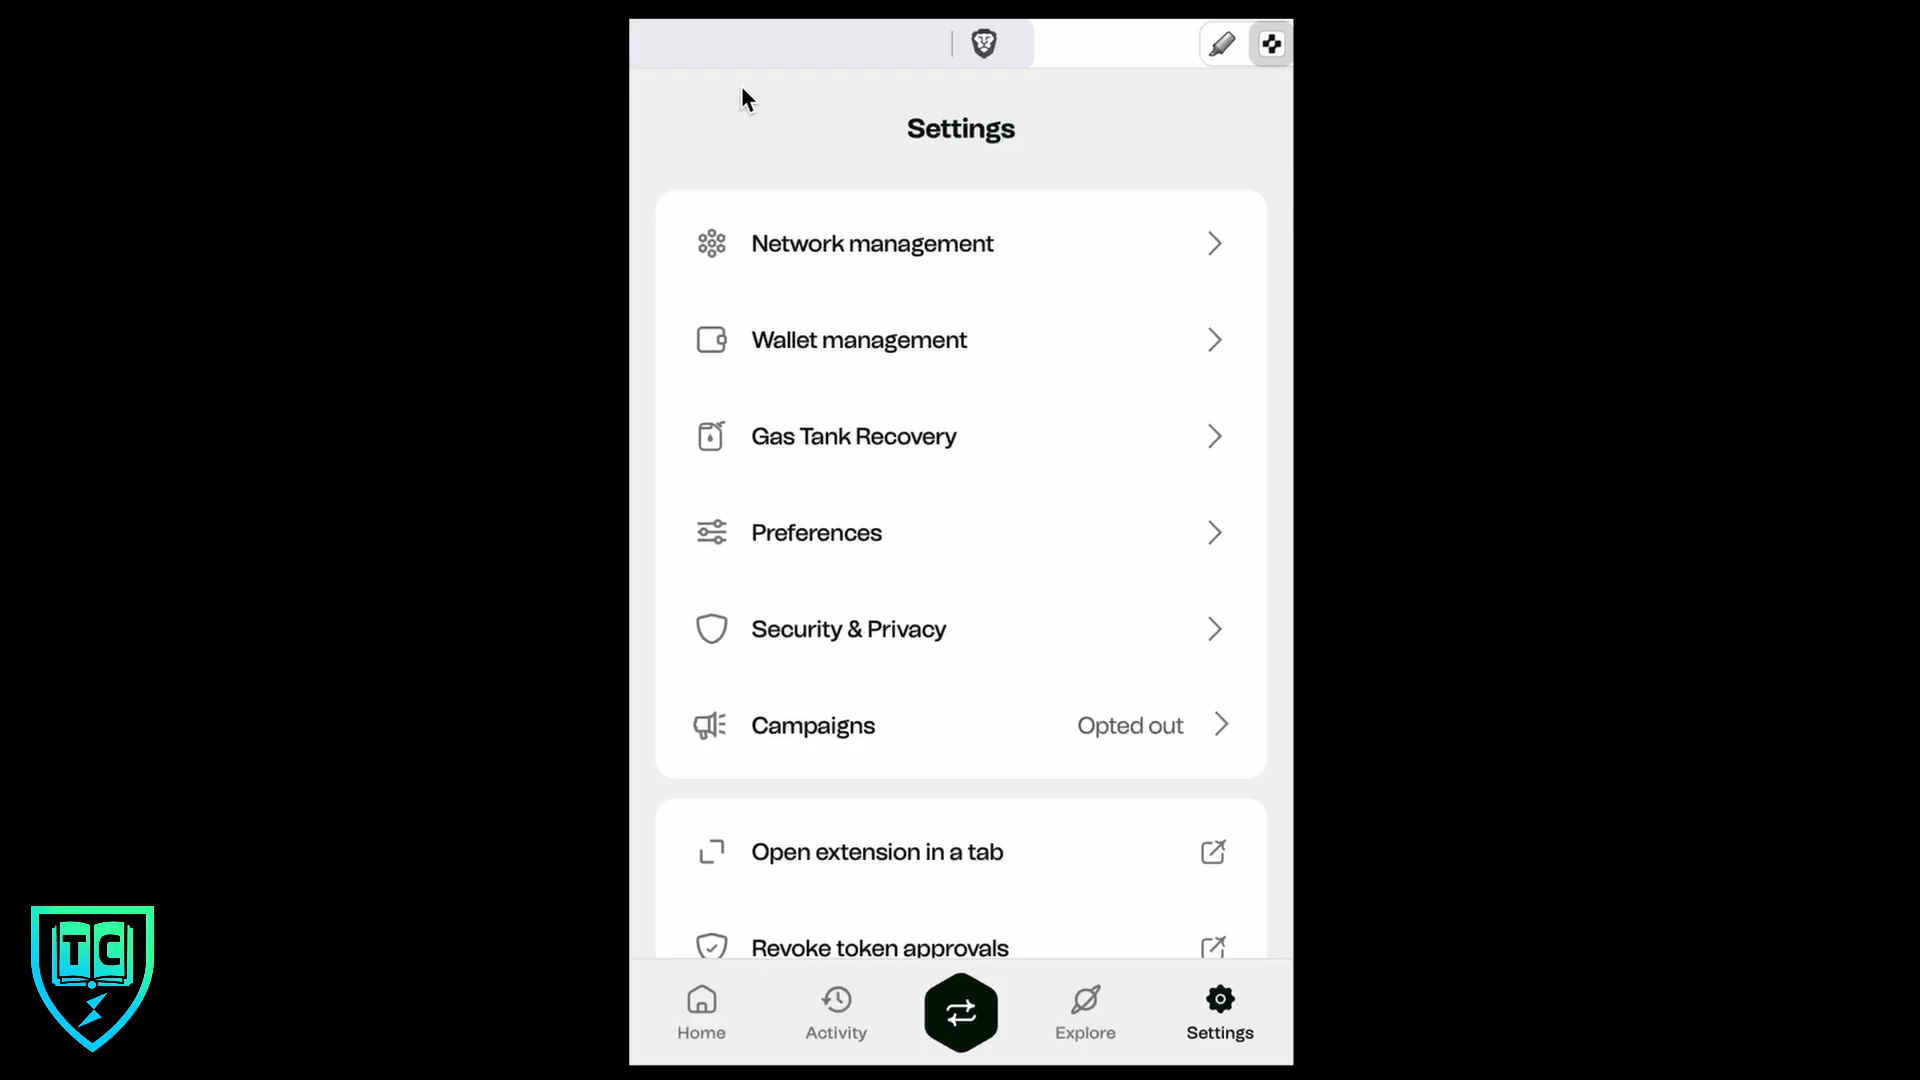 Settings
Network management
Wallet management
Gas Tank Recovery
Preferences
Security & Privacy
Campaigns Opted out
Open extension in a tab
Revoke token approvals
Home Activity Explore Settings
TC